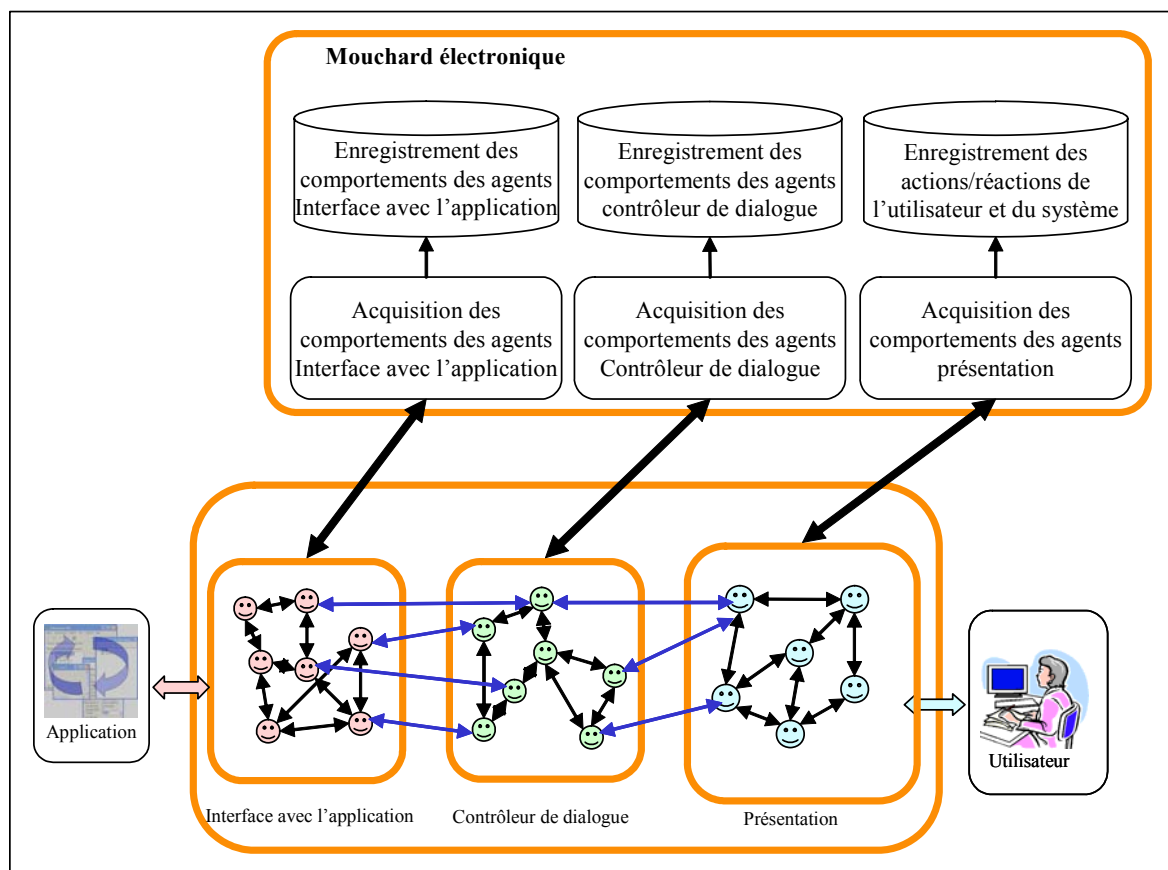 Mouchard électronique
Enregistrement des
comportements des agents
Interface avec l'application
Enregistrement des
comportements des agents
contrôleur de dialogue
Enregistrement des
actions/réactions de
l'utilisateur et du système
Acquisition des
comportements des agents
Interface avec l'application
Acquisition des
comportements des agents
Contrôleur de dialogue
Acquisition des
comportements des agents
présentation
Application
Utilisateur
Interface avec l'application
Contrôleur de dialogue
Présentation